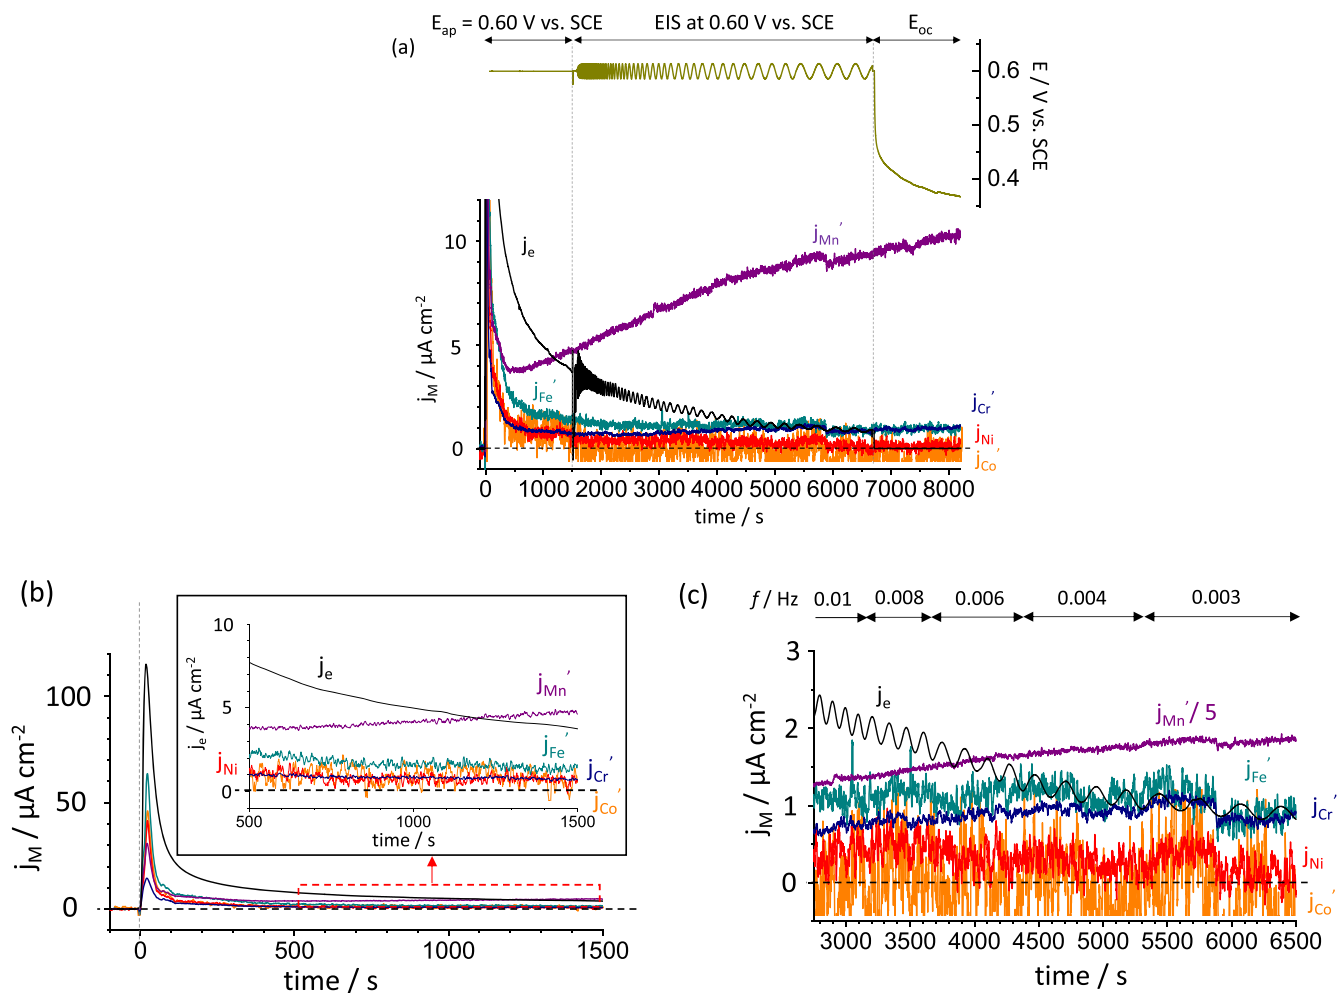 E_ap = 0.60 V vs. SCE EIS at 0.60 V vs. SCE E_oc
(a)
0.6
0.5
0.4
E / V vs. SCE
j_e
j_Mn′
10
5
0
j_M / µA cm⁻²
j_Fe′
j_Cr′
j_Ni
j_Co′
0 1000 2000 3000 4000 5000 6000 7000 8000
time / s
(b)
100
50
0
j_M / µA cm⁻²
0 500 1000 1500
time / s
10
5
0
j_e / µA cm⁻²
j_e
j_Mn′
j_Fe′
j_Ni
j_Cr′
j_Co′
500 1000 1500
time / s
(c)
f / Hz 0.01 0.008 0.006 0.004 0.003
3
2
1
0
j_M / µA cm⁻²
j_e
j_Mn′/ 5
j_Fe′
j_Cr′
j_Ni
j_Co′
3000 3500 4000 4500 5000 5500 6000 6500
time / s